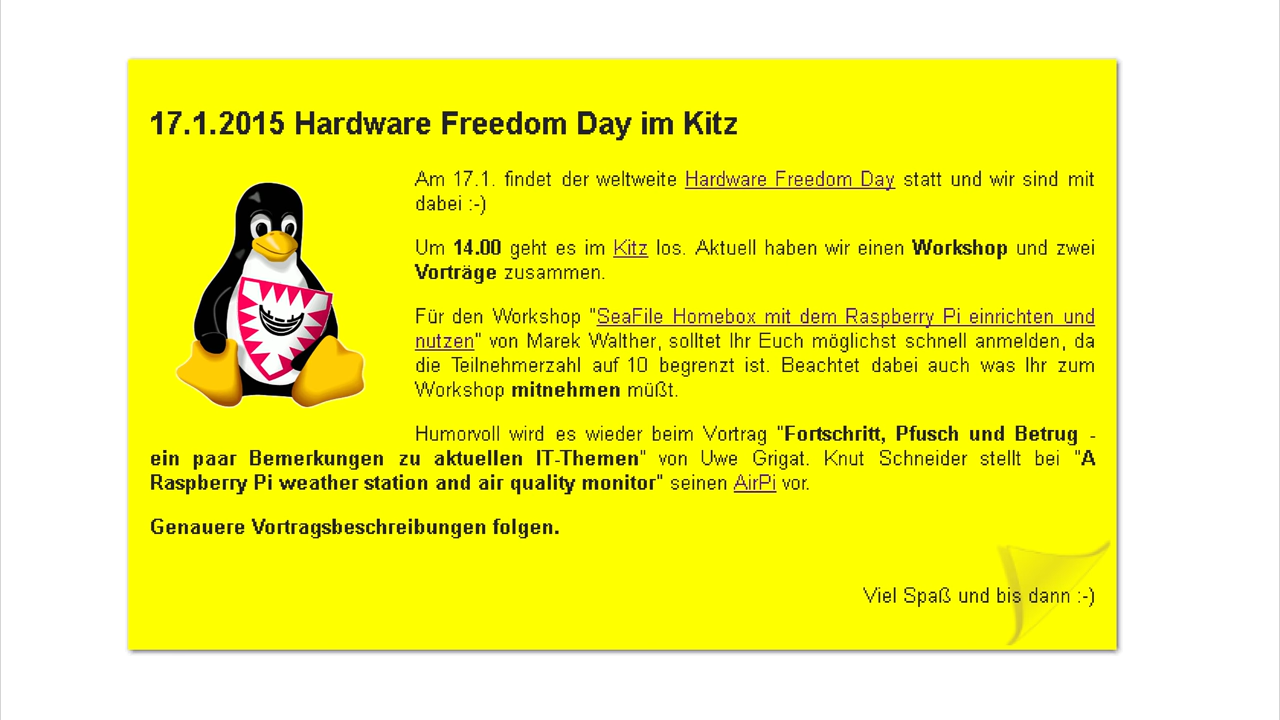 17.1.2015 Hardware Freedom Day im Kitz
Am 17.1. findet der weltweite Hardware Freedom Day statt und wir sind mit
dabei :-)
Um 14.00 geht es im Kitz los. Aktuell haben wir einen Workshop und zwei
Vorträge zusammen.
Für den Workshop "SeaFile Homebox mit dem Raspberry Pi einrichten und
nutzen" von Marek Walther, solltet Ihr Euch möglichst schnell anmelden, da
die Teilnehmerzahl auf 10 begrenzt ist. Beachtet dabei auch was Ihr zum
Workshop mitnehmen müßt.
Humorvoll wird es wieder beim Vortrag "Fortschritt, Pfusch und Betrug -
ein paar Bemerkungen zu aktuellen IT-Themen" von Uwe Grigat. Knut Schneider stellt bei "A
Raspberry Pi weather station and air quality monitor" seinen AirPi vor.
Genauere Vortragsbeschreibungen folgen.
Viel Spaß und bis dann :-)